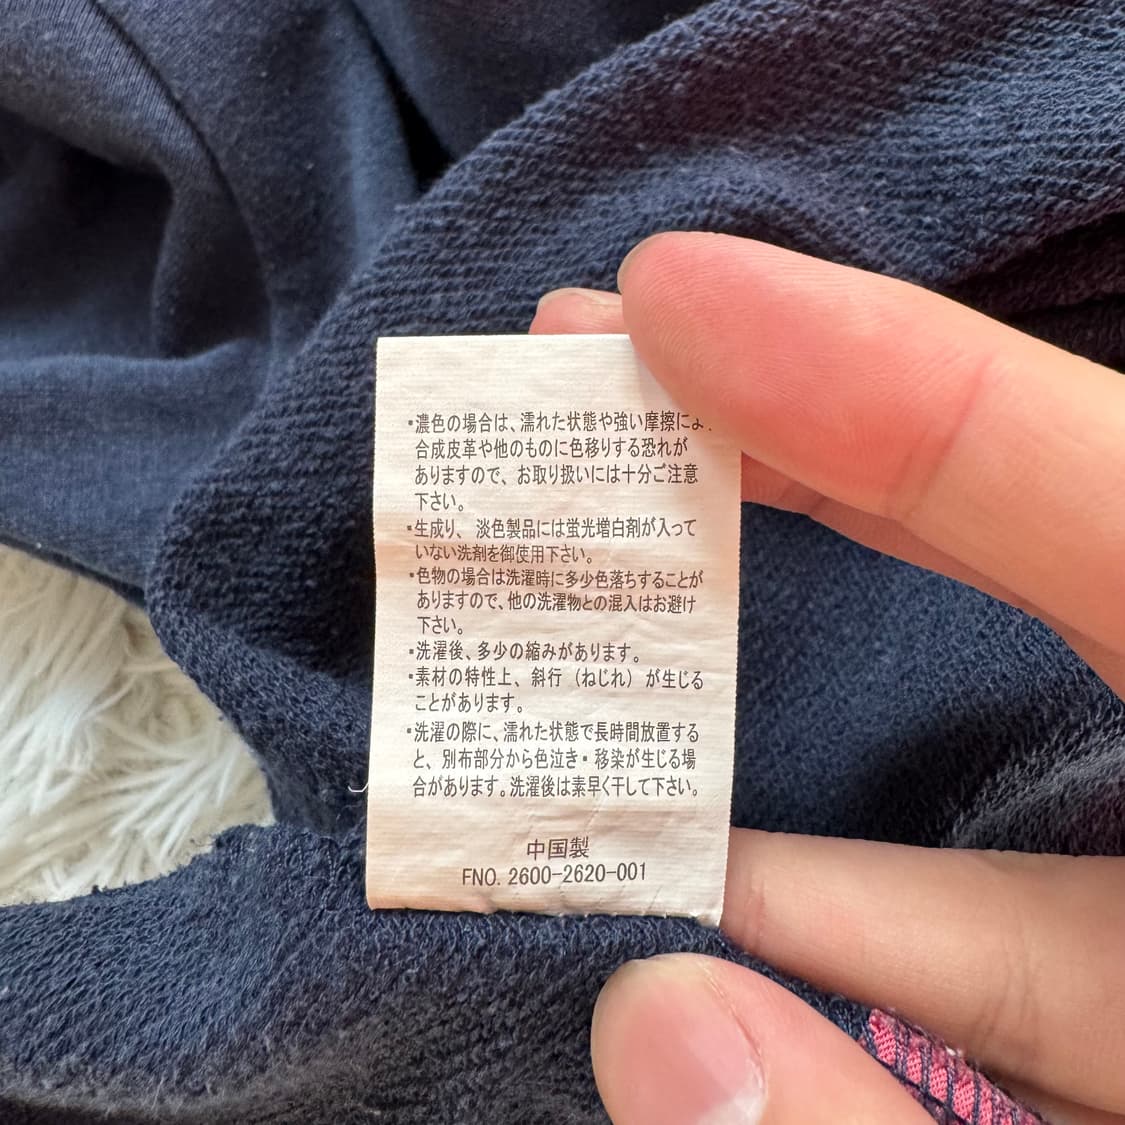 ・濃色の場合は、濡れた状態や強い摩擦によ
合成皮革や他のものに色移りする恐れが
ありますので、お取り扱いには十分ご注意
下さい。
・生成り、淡色製品には蛍光増白剤が入って
いない洗剤を御使用下さい。
・色物の場合は洗濯時に多少色落ちすることが
ありますので、他の洗濯物との混入はお避け
下さい。
・洗濯後、多少の縮みがあります。
・素材の特性上、斜行（ねじれ）が生じる
ことがあります。
・洗濯の際に、濡れた状態で長時間放置する
と、別布部分から色泣き・移染が生じる場
合があります。洗濯後は素早く干して下さい。
中国製
FNO. 2600-2620-001